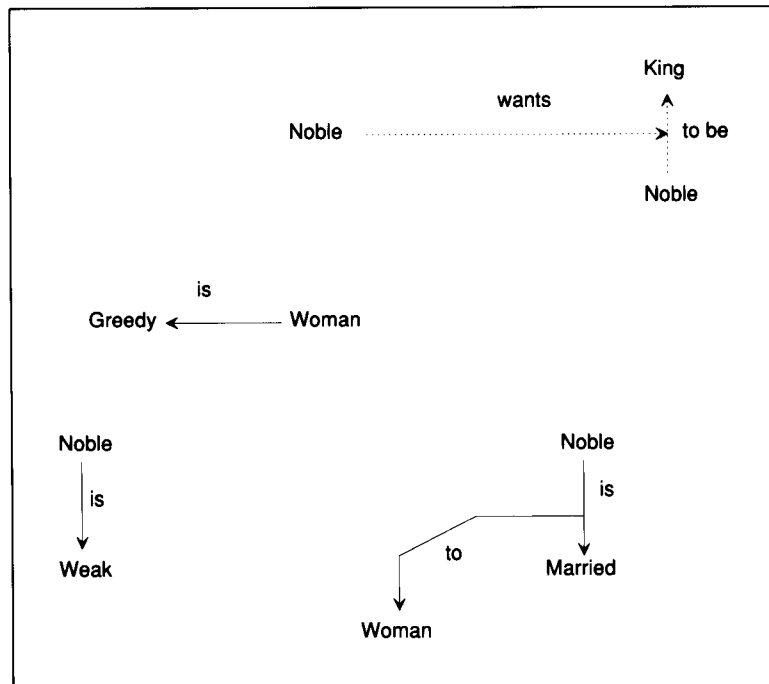 King
wants
Noble
to be
Noble
is
Greedy
Woman
Noble
Noble
is
is
to
Weak
Married
Woman